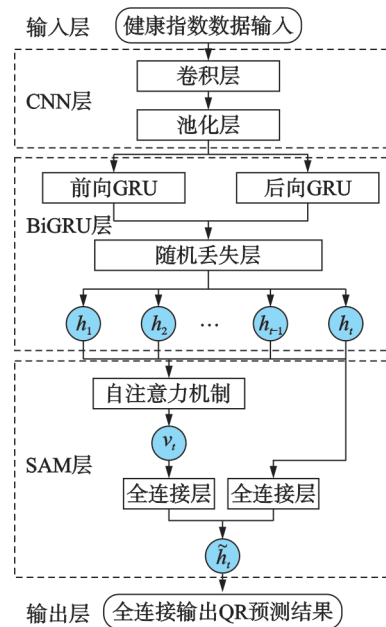 输入层 健康指数数据输入
卷积层
CNN层
池化层
前向GRU 后向GRU
BiGRU层
随机丢失层
h₁ h₂ … hₜ₋₁ hₜ
自注意力机制
vₜ
SAM层
全连接层 全连接层
h̃ₜ
输出层 全连接输出QR预测结果